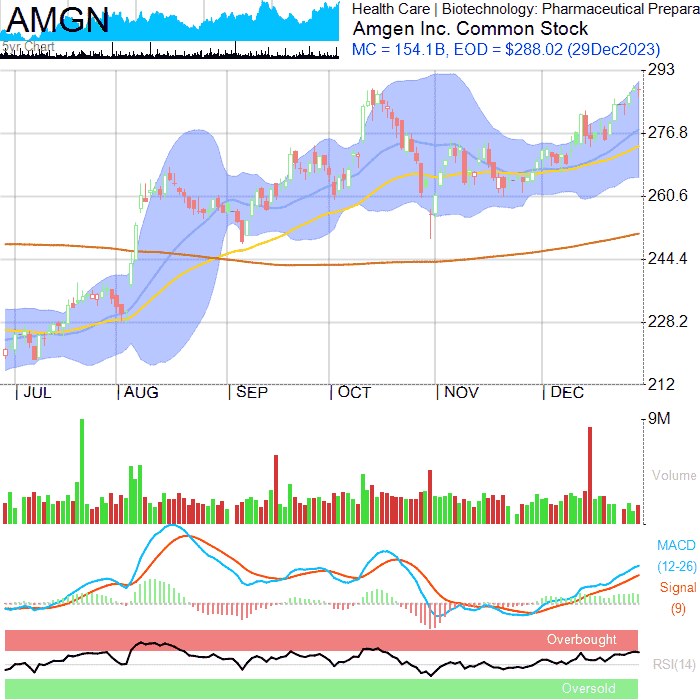 AMGN
Health Care | Biotechnology: Pharmaceutical Prepara
Amgen Inc. Common Stock
5yr Chart
MC = 154.1B, EOD = $288.02 (29Dec2023)
293
276.8
260.6
244.4
228.2
212
JUL
AUG
SEP
OCT
NOV
DEC
9M
Volume
MACD
(12-26)
Signal
(9)
Overbought
RSI(14)
Oversold